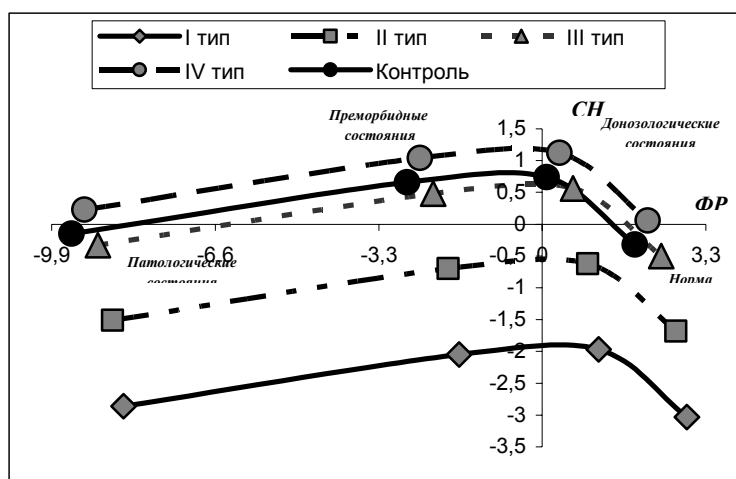 I тип II тип III тип
IV тип Контроль
СН
Преморбидные
состояния
Донозологические
состояния
ФР
1,5
1
0,5
0
-0,5
-1
-1,5
-2
-2,5
-3
-3,5
-9,9 -6,6 -3,3 0 3,3
Патологические
состояния
Норма